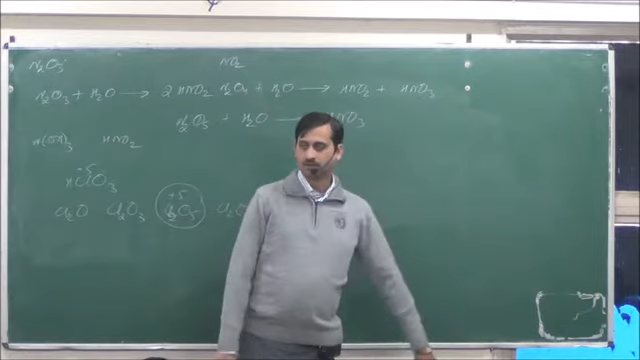 N₂O₃ NO₂
N₂O₃ + H₂O → 2 HNO₂ N₂O₄ + H₂O → HNO₂ + HNO₃
N₂O₅ + H₂O → HNO₃
N(OH)₃ HNO₂
HClO₃
Cl₂O Cl₂O₃ +5 Cl₂O₅